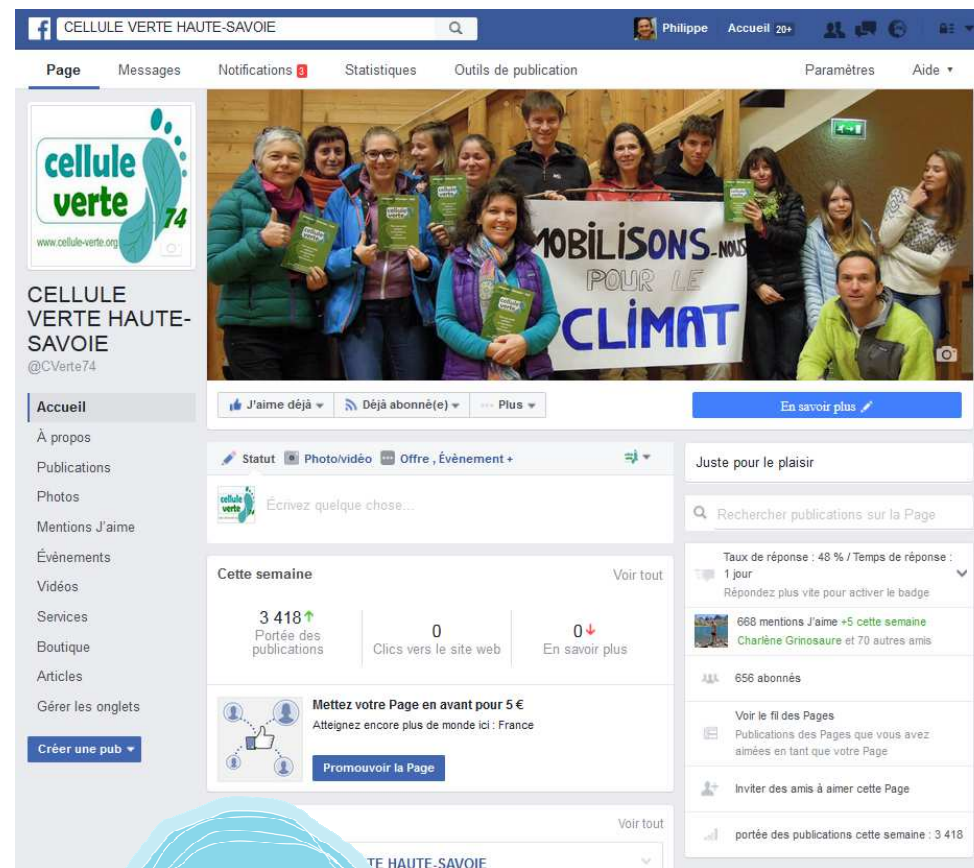 CELLULE VERTE HAUTE-SAVOIE
Philippe Accueil 20+
Page Messages Notifications 3 Statistiques Outils de publication Paramètres Aide
cellule
verte
74
www.cellule-verte.org
MOBILISONS-NOUS
POUR LE
CLIMAT
CELLULE
VERTE HAUTE-
SAVOIE
@CVerte74
Accueil
À propos
Publications
Photos
Mentions J'aime
Évènements
Vidéos
Services
Boutique
Articles
Gérer les onglets
Créer une pub
J'aime déjà Déjà abonné(e) Plus
En savoir plus
Statut Photo/vidéo Offre , Évènement +
cellule
verte
Écrivez quelque chose...
Cette semaine Voir tout
3 418
Portée des
publications
0
Clics vers le site web
0
En savoir plus
Mettez votre Page en avant pour 5 €
Atteignez encore plus de monde ici : France
Promouvoir la Page
Voir tout
TE HAUTE-SAVOIE
Juste pour le plaisir
Rechercher publications sur la Page
Taux de réponse : 48 % / Temps de réponse :
1 jour
Répondez plus vite pour activer le badge
668 mentions J'aime +5 cette semaine
Charlène Grinosaure et 70 autres amis
656 abonnés
Voir le fil des Pages
Publications des Pages que vous avez
aimées en tant que votre Page
Inviter des amis à aimer cette Page
portée des publications cette semaine : 3 418